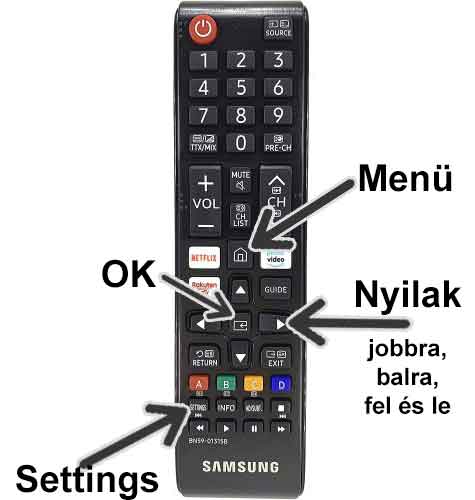 SOURCE
1 2 3
4 5 6
7 8 9
TTX/MIX 0 PRE-CH
+ MUTE
VOL CH
− CH LIST
Menü
NETFLIX
prime video
OK
Rakuten
GUIDE
Nyilak
jobbra,
balra,
fel és le
RETURN EXIT
A B C D
SETTINGS INFO AD/SUBT.
BN59-01315B
Settings
SAMSUNG